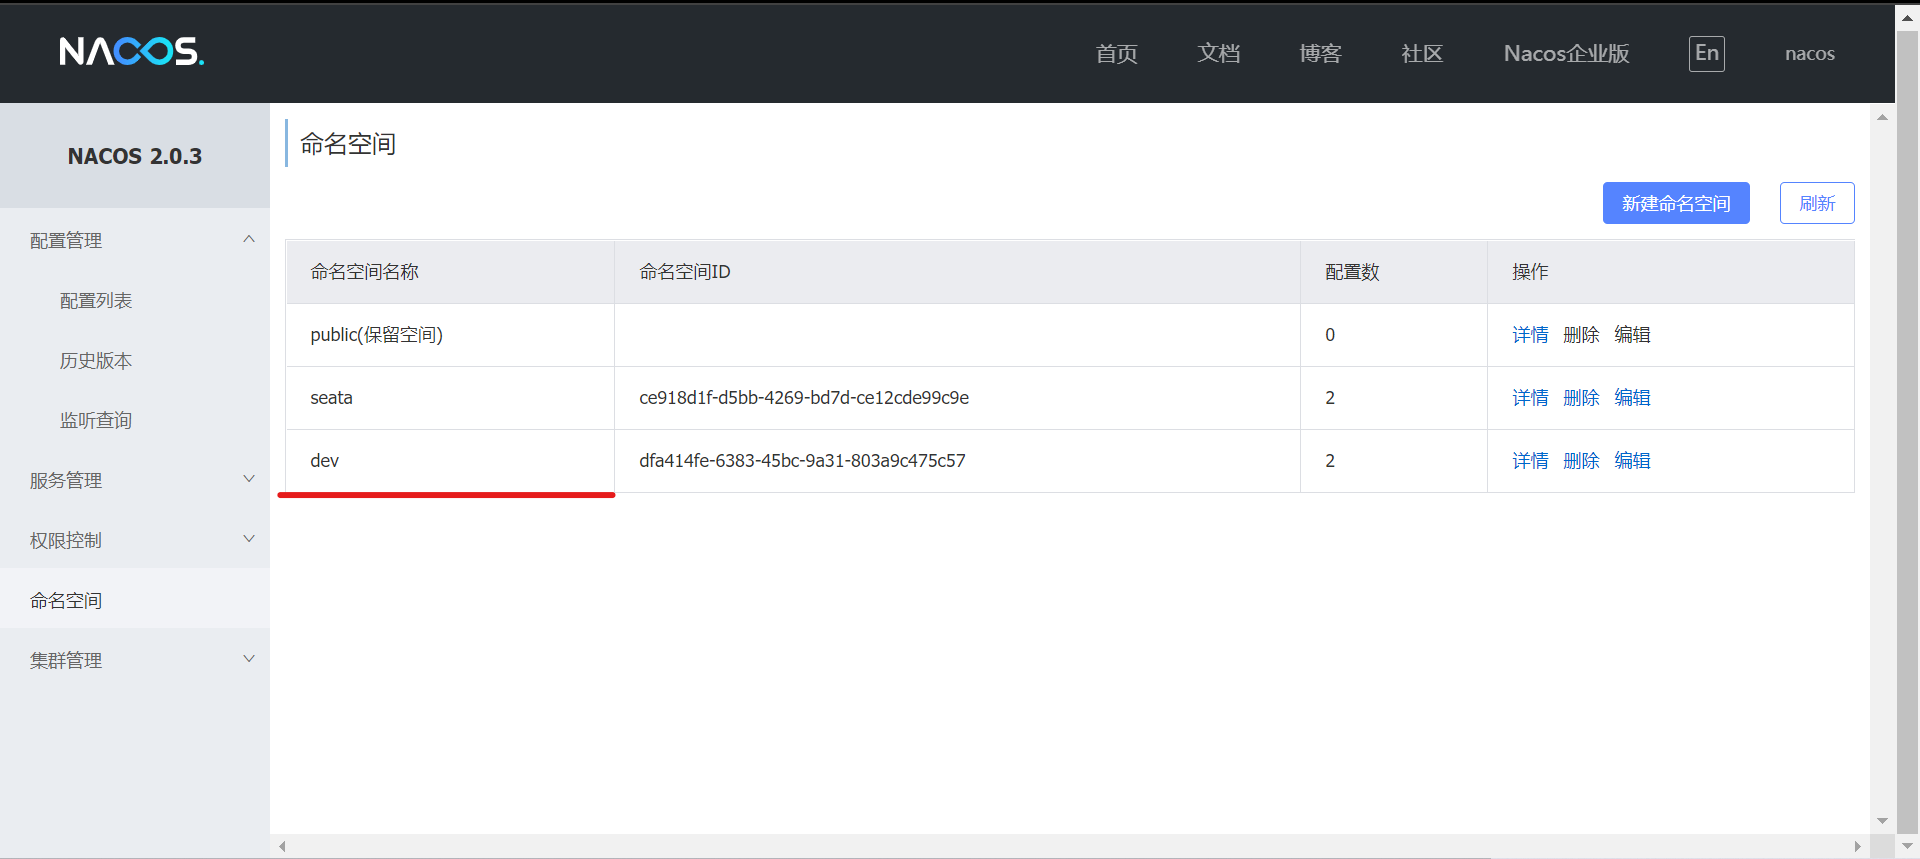 NACOS.
首页 文档 博客 社区 Nacos企业版 En nacos
NACOS 2.0.3
配置管理
配置列表
历史版本
监听查询
服务管理
权限控制
命名空间
集群管理
命名空间
新建命名空间 刷新
命名空间名称 命名空间ID 配置数 操作
public(保留空间) 0 详情 删除 编辑
seata ce918d1f-d5bb-4269-bd7d-ce12cde99c9e 2 详情 删除 编辑
dev dfa414fe-6383-45bc-9a31-803a9c475c57 2 详情 删除 编辑